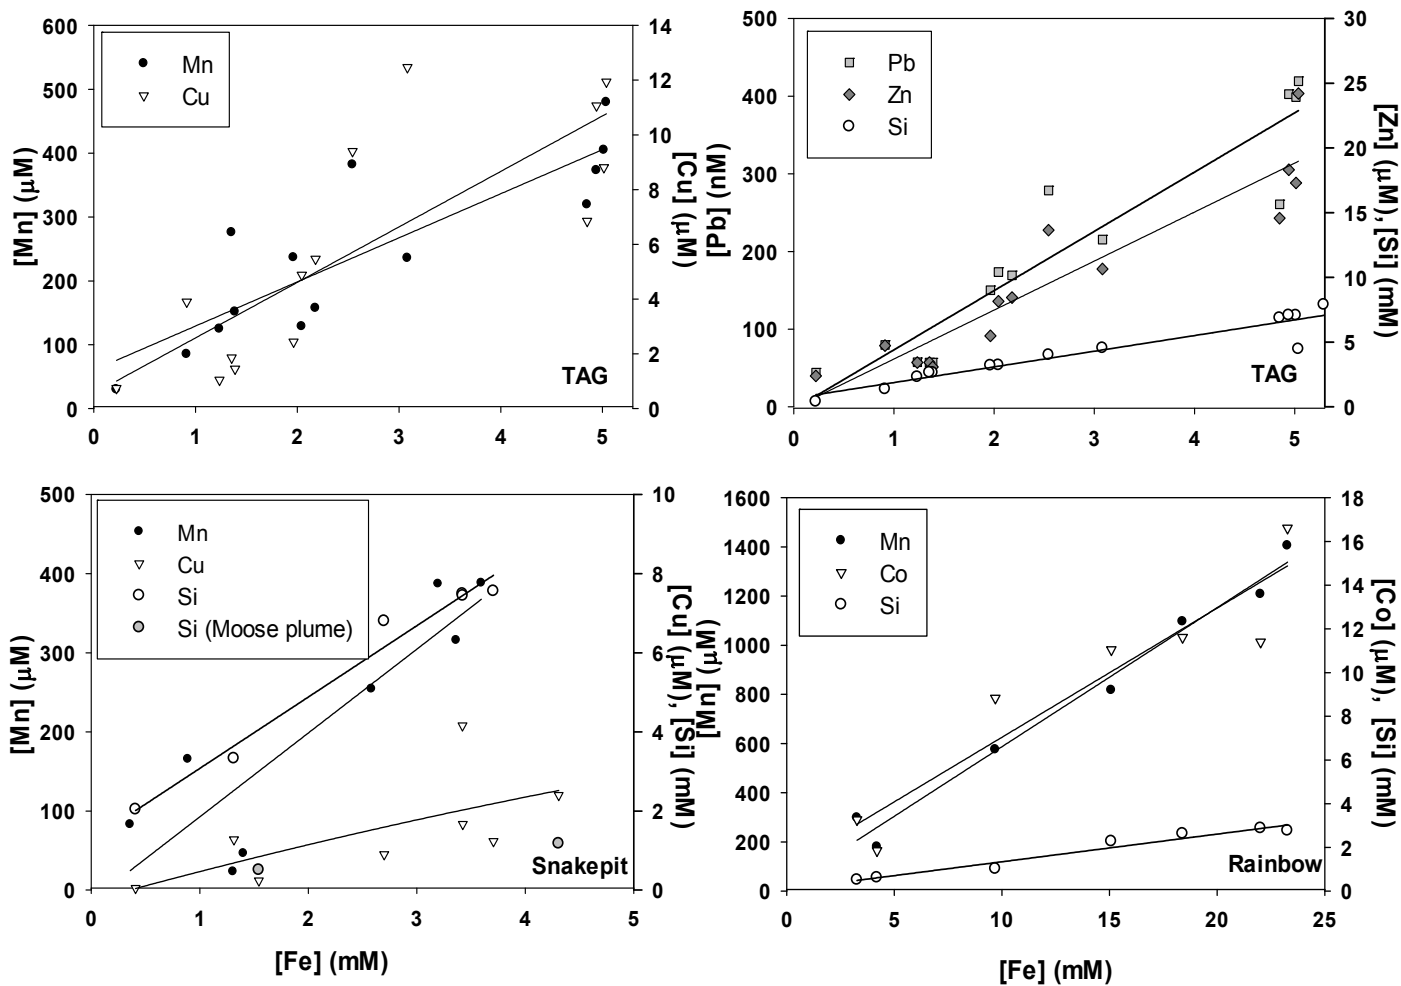 600
500
400
300
200
100
0
[Mn] (μM)
Mn
Cu
14
12
10
8
6
4
2
0
[Cu] (μM)
TAG
0 1 2 3 4 5
500
400
300
200
100
0
[Pb] (nM)
Pb
Zn
Si
30
25
20
15
10
5
0
[Zn] (μM), [Si] (mM)
TAG
0 1 2 3 4 5
500
400
300
200
100
0
[Mn] (μM)
Mn
Cu
Si
Si (Moose plume)
10
8
6
4
2
0
[Cu] (μM), [Si] (mM)
Snakepit
0 1 2 3 4 5
[Fe] (mM)
1600
1400
1200
1000
800
600
400
200
0
[Mn] (μM)
Mn
Co
Si
18
16
14
12
10
8
6
4
2
0
[Co] (μM), [Si] (mM)
Rainbow
0 5 10 15 20 25
[Fe] (mM)